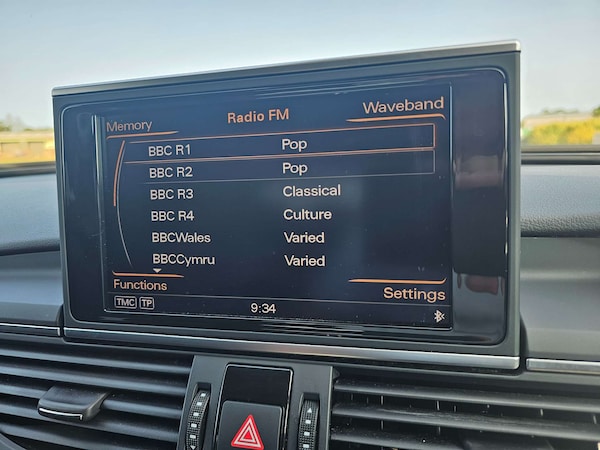 Memory Radio FM Waveband
BBC R1 Pop
BBC R2 Pop
BBC R3 Classical
BBC R4 Culture
BBCWales Varied
BBCCymru Varied
Functions Settings
TMC TP 9:34